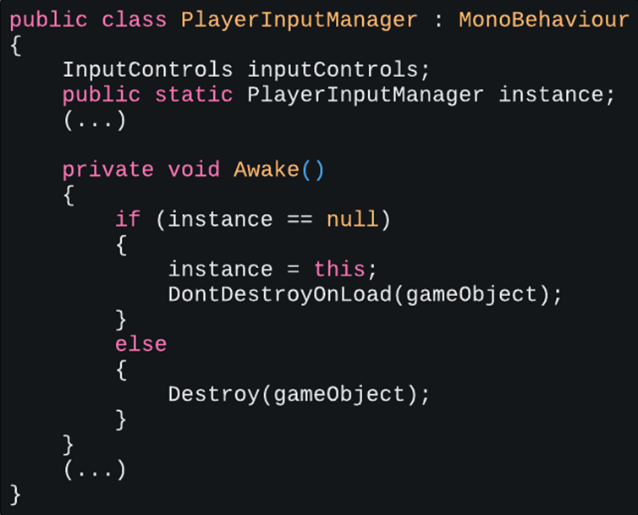 public class PlayerInputManager : MonoBehaviour
{
    InputControls inputControls;
    public static PlayerInputManager instance;
    (...)

    private void Awake()
    {
        if (instance == null)
        {
            instance = this;
            DontDestroyOnLoad(gameObject);
        }
        else
        {
            Destroy(gameObject);
        }
    }
    (...)
}